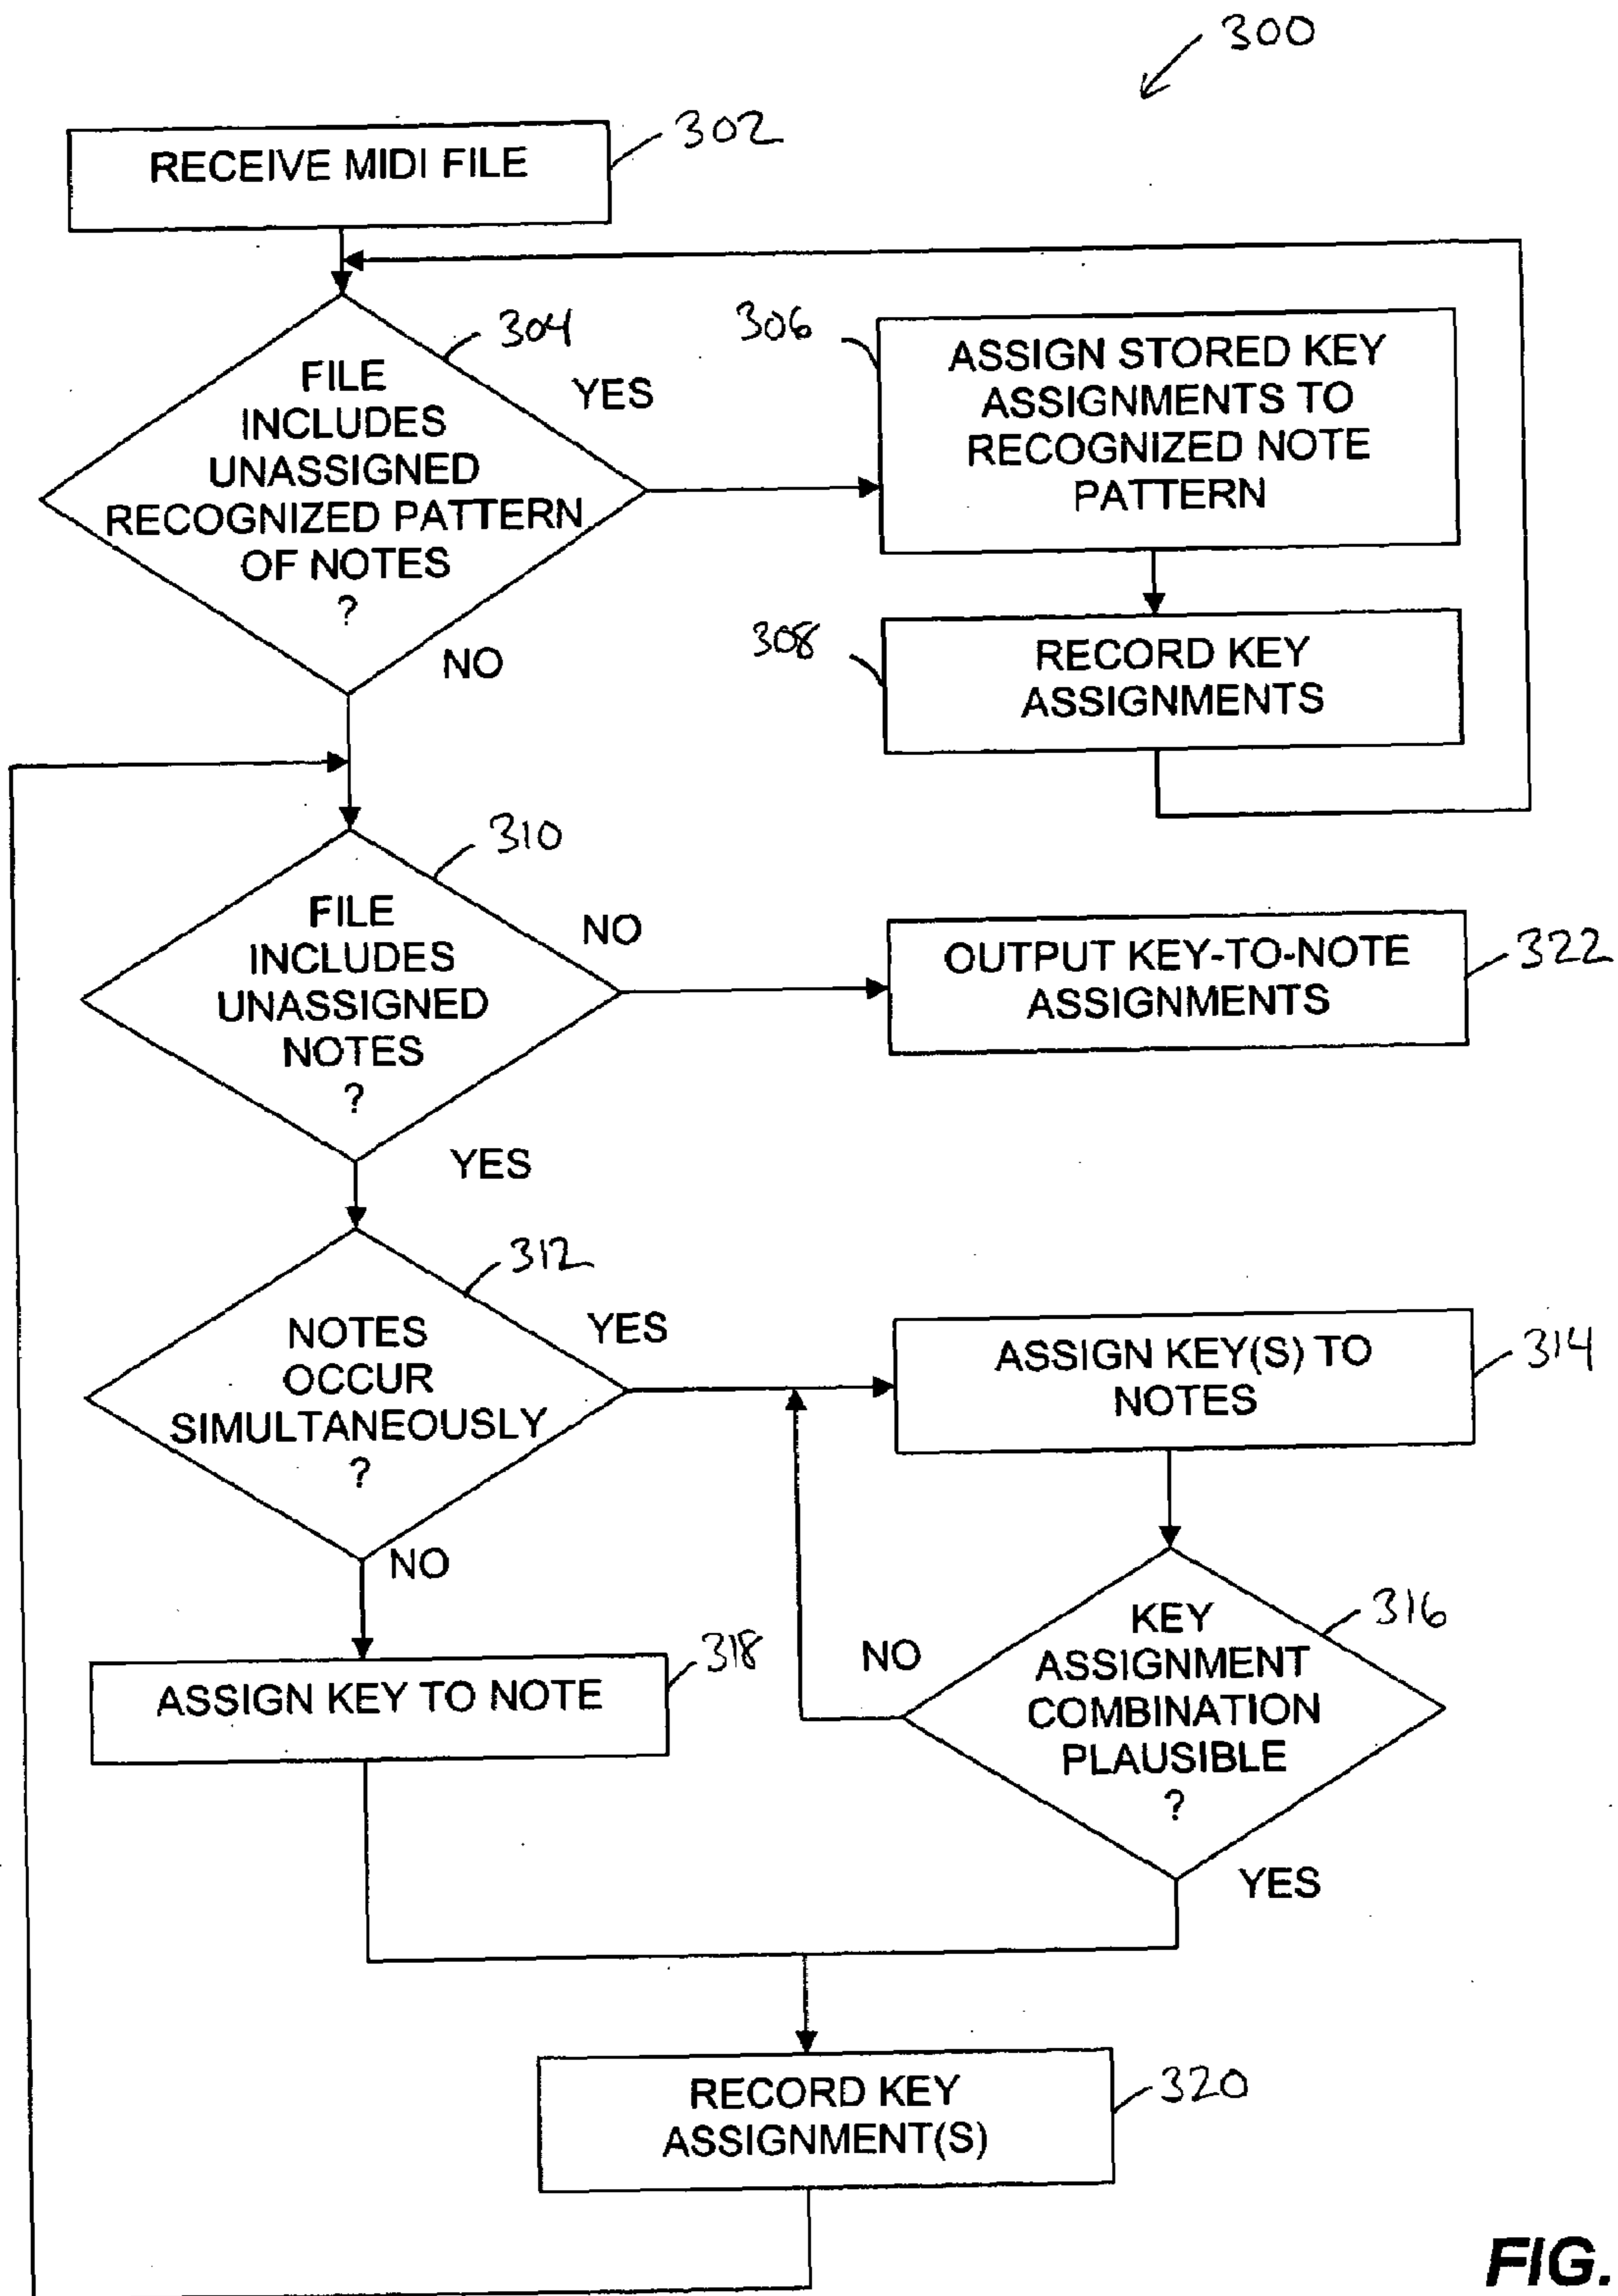 300
RECEIVE MIDI FILE
302
FILE
INCLUDES
UNASSIGNED
RECOGNIZED PATTERN
OF NOTES
?
304
YES
NO
306
ASSIGN STORED KEY
ASSIGNMENTS TO
RECOGNIZED NOTE
PATTERN
308
RECORD KEY
ASSIGNMENTS
FILE
INCLUDES
UNASSIGNED
NOTES
?
310
NO
YES
OUTPUT KEY-TO-NOTE
ASSIGNMENTS
322
NOTES
OCCUR
SIMULTANEOUSLY
?
312
YES
NO
ASSIGN KEY(S) TO
NOTES
314
KEY
ASSIGNMENT
COMBINATION
PLAUSIBLE
?
316
NO
YES
ASSIGN KEY TO NOTE
318
RECORD KEY
ASSIGNMENT(S)
320
FIG.